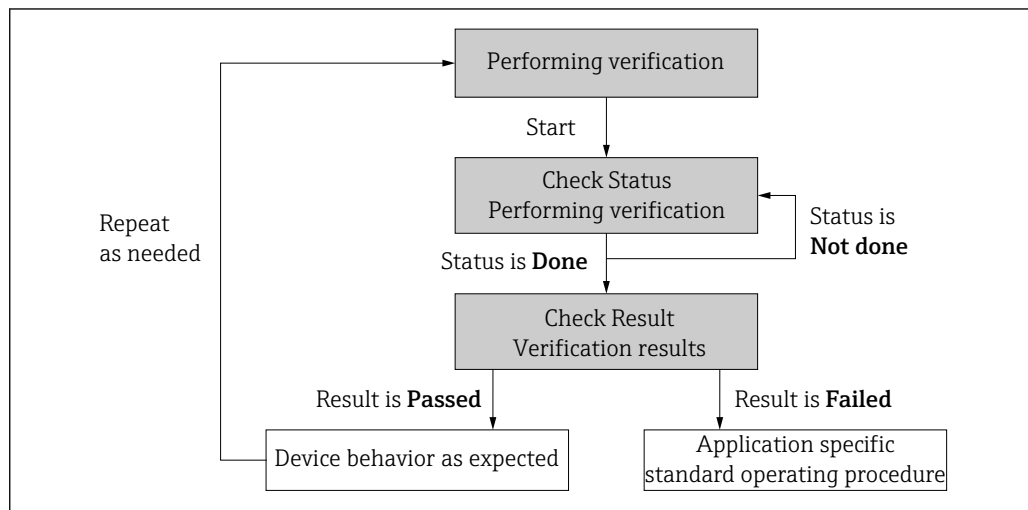 Performing verification
Start
Check Status
Performing verification
Repeat
as needed
Status is
Not done
Status is Done
Check Result
Verification results
Result is Passed
Result is Failed
Device behavior as expected
Application specific
standard operating procedure